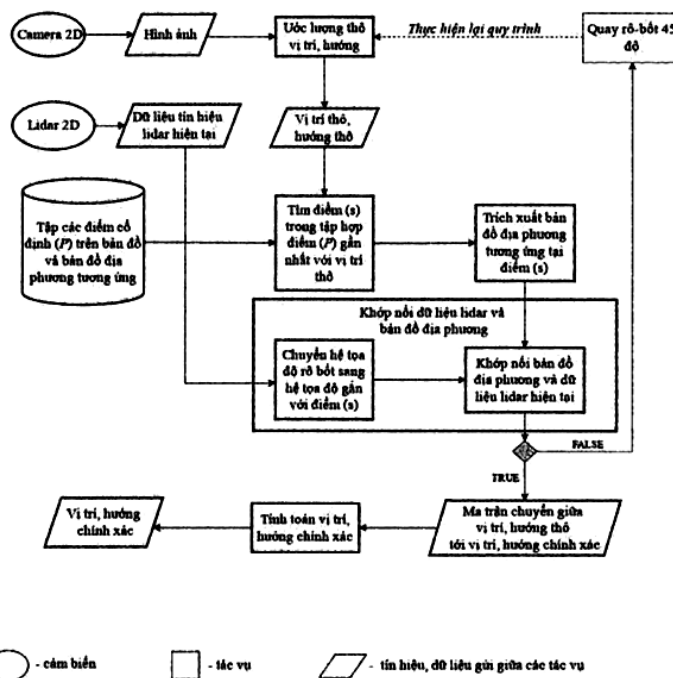 Camera 2D
Hình ảnh
Ước lượng thô
vị trí, hướng
Thực hiện lại quy trình
Quay rô-bốt 45
độ
Lidar 2D
Dữ liệu tín hiệu
lidar hiện tại
Vị trí thô,
hướng thô
Tập các điểm cố
định (P) trên bản đồ
và bản đồ địa
phương tương ứng
Tìm điểm (s)
trong tập hợp
điểm (P) gần
nhất với vị trí
thô
Trích xuất bản
đồ địa phương
tương ứng tại
điểm (s)
Khớp nối dữ liệu lidar và
bản đồ địa phương
Chuyển hệ tọa
độ rô bốt sang
hệ tọa độ gắn
với điểm (s)
Khớp nối bản đồ
địa phương và dữ
liệu lidar hiện tại
FALSE
TRUE
Vị trí, hướng
chính xác
Tính toán vị trí,
hướng chính xác
Ma trận chuyển giữa
vị trí, hướng thô
tới vị trí, hướng chính xác
- cảm biến
- tác vụ
- tín hiệu, dữ liệu gửi giữa các tác vụ